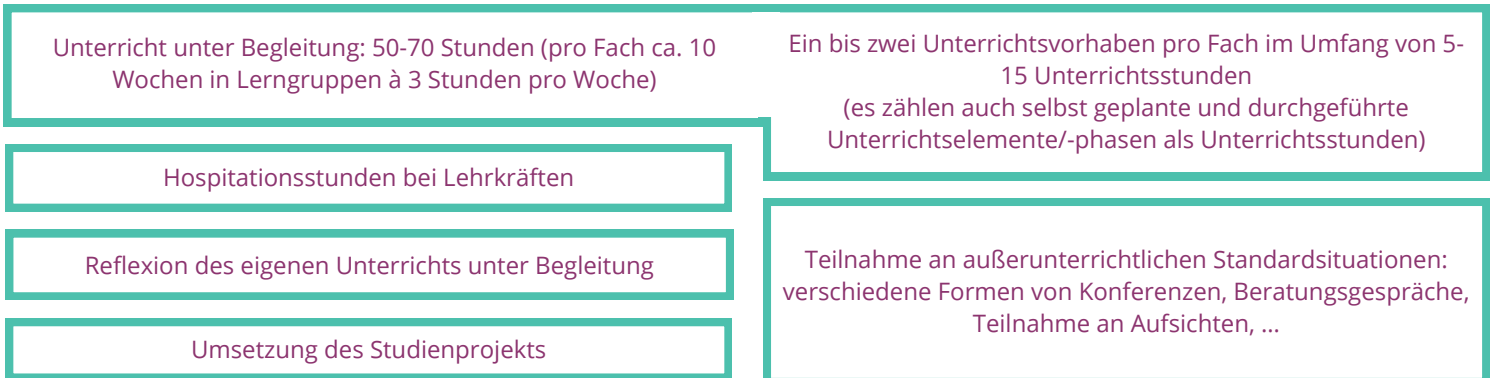 Unterricht unter Begleitung: 50-70 Stunden (pro Fach ca. 10
Wochen in Lerngruppen à 3 Stunden pro Woche)
Hospitationsstunden bei Lehrkräften
Reflexion des eigenen Unterrichts unter Begleitung
Umsetzung des Studienprojekts
Ein bis zwei Unterrichtsvorhaben pro Fach im Umfang von 5-
15 Unterrichtsstunden
(es zählen auch selbst geplante und durchgeführte
Unterrichtselemente/-phasen als Unterrichtsstunden)
Teilnahme an außerunterrichtlichen Standardsituationen:
verschiedene Formen von Konferenzen, Beratungsgespräche,
Teilnahme an Aufsichten, ...